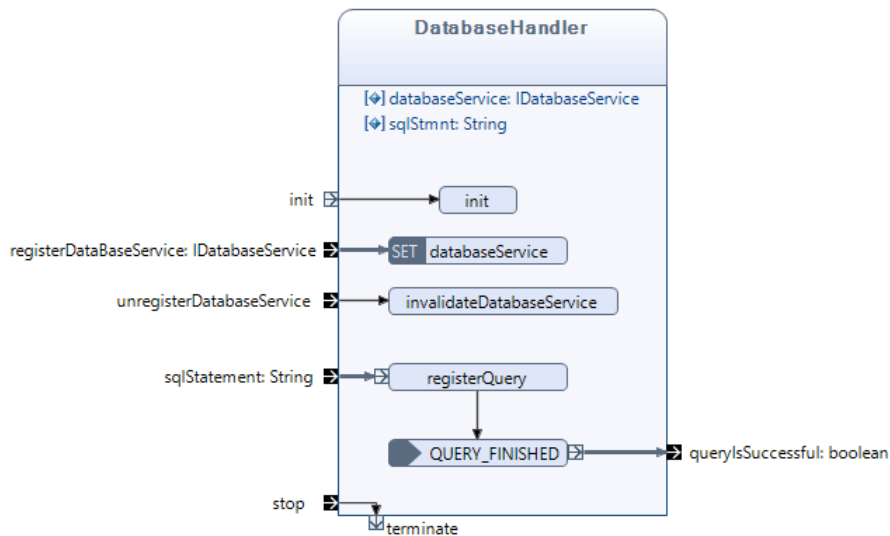 DatabaseHandler
databaseService: IDatabaseService
sqlStmnt: String
init init
registerDataBaseService: IDatabaseService SET databaseService
unregisterDatabaseService invalidateDatabaseService
sqlStatement: String registerQuery
QUERY_FINISHED queryIsSuccessful: boolean
stop
terminate